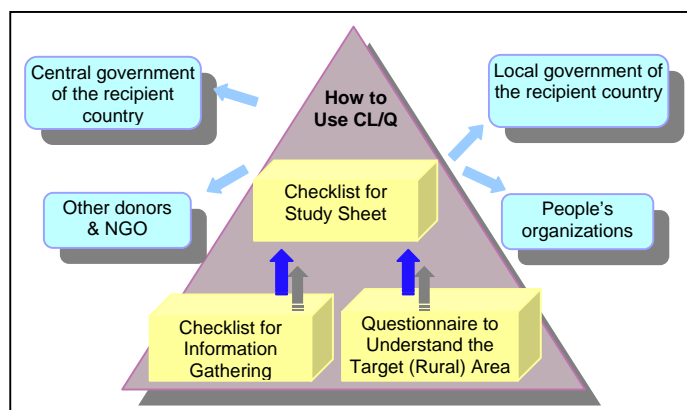 Central government
of the recipient
country
How to
Use CL/Q
Local government of
the recipient country
Checklist for
Study Sheet
Other donors
& NGO
People's
organizations
Checklist for
Information
Gathering
Questionnaire to
Understand the
Target (Rural) Area